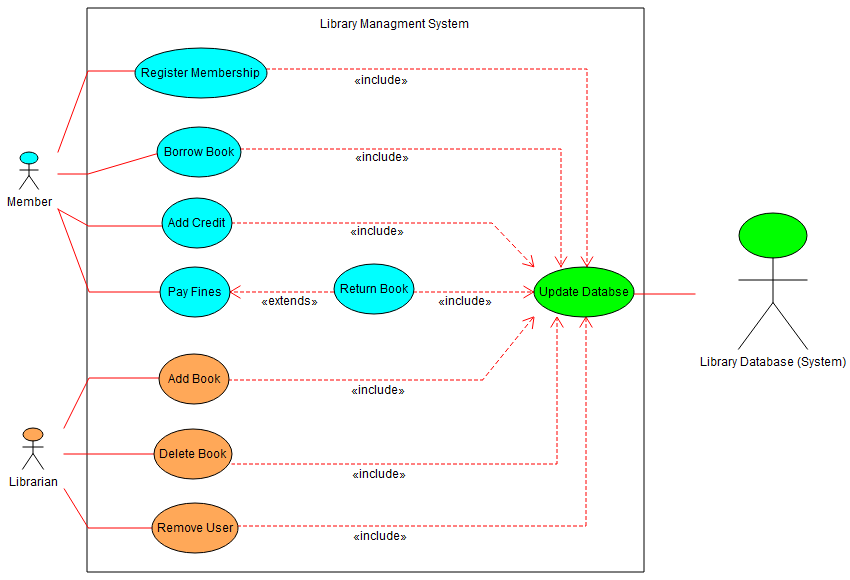 Library Managment System
Register Membership
«include»
Borrow Book
«include»
Member
Add Credit
«include»
Pay Fines
«extends»
Return Book
«include»
Update Databse
Library Database (System)
Add Book
«include»
Librarian
Delete Book
«include»
Remove User
«include»